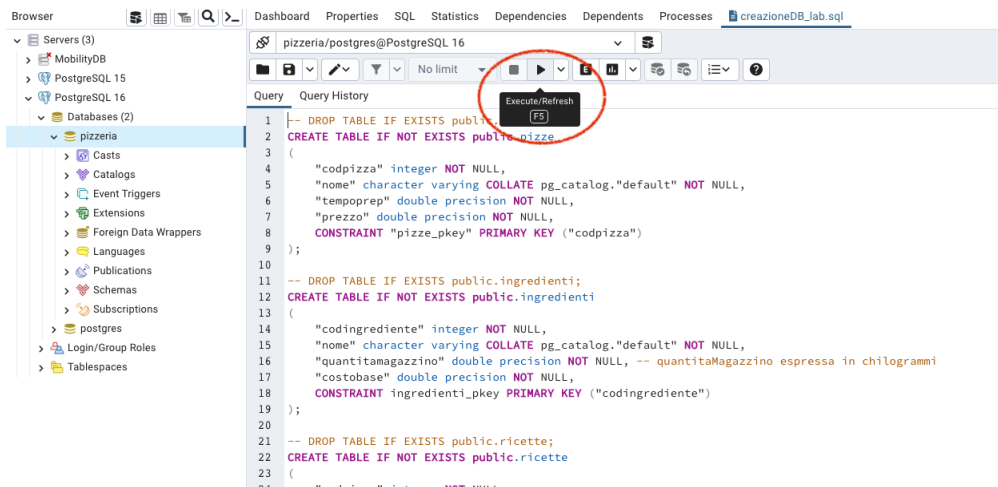 Browser
Dashboard Properties SQL Statistics Dependencies Dependents Processes creazioneDB_lab.sql
Servers (3)
MobilityDB
PostgreSQL 15
PostgreSQL 16
Databases (2)
pizzeria
Casts
Catalogs
Event Triggers
Extensions
Foreign Data Wrappers
Languages
Publications
Schemas
Subscriptions
postgres
Login/Group Roles
Tablespaces
pizzeria/postgres@PostgreSQL 16
No limit
E
Execute/Refresh
F5
Query Query History
1 -- DROP TABLE IF EXISTS public.
2 CREATE TABLE IF NOT EXISTS public.pizze
3 (
4 "codpizza" integer NOT NULL,
5 "nome" character varying COLLATE pg_catalog."default" NOT NULL,
6 "tempoprep" double precision NOT NULL,
7 "prezzo" double precision NOT NULL,
8 CONSTRAINT "pizze_pkey" PRIMARY KEY ("codpizza")
9 );
10
11 -- DROP TABLE IF EXISTS public.ingredienti;
12 CREATE TABLE IF NOT EXISTS public.ingredienti
13 (
14 "codingrediente" integer NOT NULL,
15 "nome" character varying COLLATE pg_catalog."default" NOT NULL,
16 "quantitamagazzino" double precision NOT NULL, -- quantitaMagazzino espressa in chilogrammi
17 "costobase" double precision NOT NULL,
18 CONSTRAINT ingredienti_pkey PRIMARY KEY ("codingrediente")
19 );
20
21 -- DROP TABLE IF EXISTS public.ricette;
22 CREATE TABLE IF NOT EXISTS public.ricette
23 (